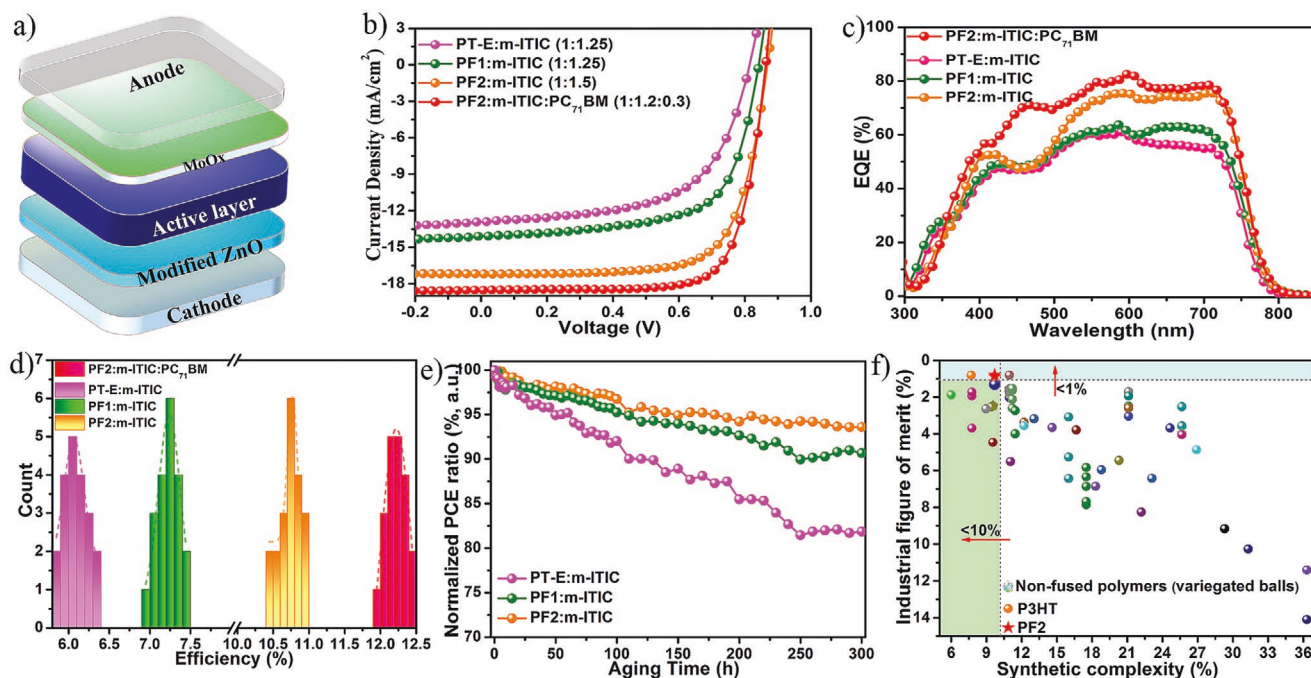 a)
Anode
MoOx
Active layer
Modified ZnO
Cathode
b)
PT-E:m-ITIC (1:1.25)
PF1:m-ITIC (1:1.25)
PF2:m-ITIC (1:1.5)
PF2:m-ITIC:PC71BM (1:1.2:0.3)
Current Density (mA/cm²)
3
0
-3
-6
-9
-12
-15
-18
-0.2 0.0 0.2 0.4 0.6 0.8 1.0
Voltage (V)
c)
PF2:m-ITIC:PC71BM
PT-E:m-ITIC
PF1:m-ITIC
PF2:m-ITIC
EQE (%)
100
80
60
40
20
0
300 400 500 600 700 800
Wavelength (nm)
d)
PF2:m-ITIC:PC71BM
PT-E:m-ITIC
PF1:m-ITIC
PF2:m-ITIC
Count
7
6
5
4
3
2
1
0
6.0 6.5 7.0 7.5 10.0 10.5 11.0 11.5 12.0 12.5
Efficiency (%)
e)
Normalized PCE ratio (%, a.u.)
100
95
90
85
80
75
70
PT-E:m-ITIC
PF1:m-ITIC
PF2:m-ITIC
0 50 100 150 200 250 300
Aging Time (h)
f)
Industrial figure of merit (%)
0
2
4
6
8
10
12
14
<1%
<10%
Non-fused polymers (variegated balls)
P3HT
PF2
6 9 12 15 18 21 24 27 30 33 36
Synthetic complexity (%)